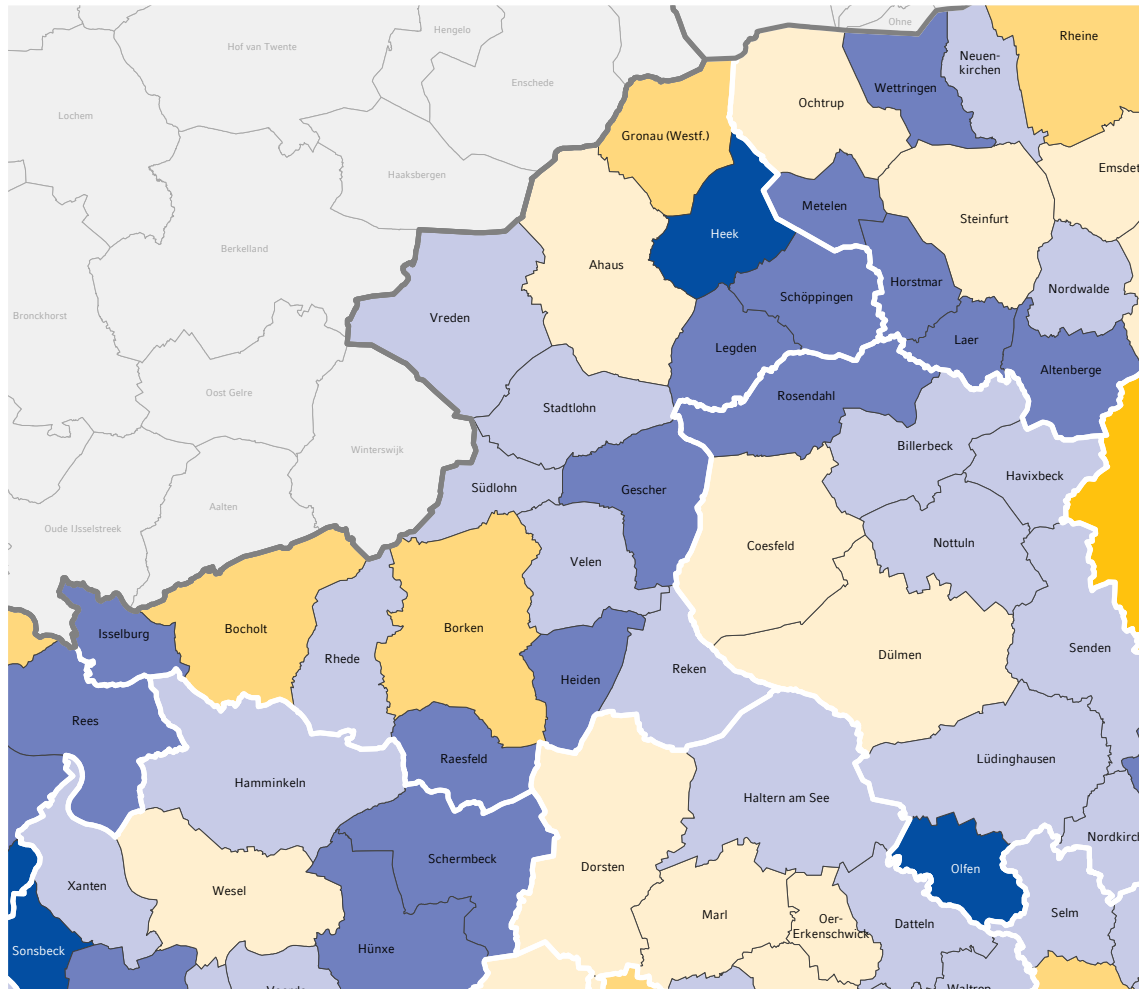 Ohne
Hengelo
Rheine
Hof van Twente
Neuen-
kirchen
Enschede
Wettringen
Ochtrup
Lochem
Gronau (Westf.)
Emsdet
Haaksbergen
Metelen
Steinfurt
Heek
Berkelland
Ahaus
Horstmar
Nordwalde
Schöppingen
Bronckhorst
Vreden
Laer
Legden
Altenberge
Oost Gelre
Rosendahl
Stadtlohn
Billerbeck
Winterswijk
Havixbeck
Südlohn
Gescher
Aalten
Oude IJsselstreek
Nottuln
Coesfeld
Velen
Bocholt
Borken
Isselburg
Senden
Dülmen
Rhede
Reken
Heiden
Rees
Raesfeld
Lüdinghausen
Hamminkeln
Haltern am See
Nordkirch
Schermbeck
Dorsten
Olfen
Xanten
Wesel
Selm
Marl
Oer-
Erkenschwick
Datteln
Hünxe
Sonsbeck
Voerde
Waltrop